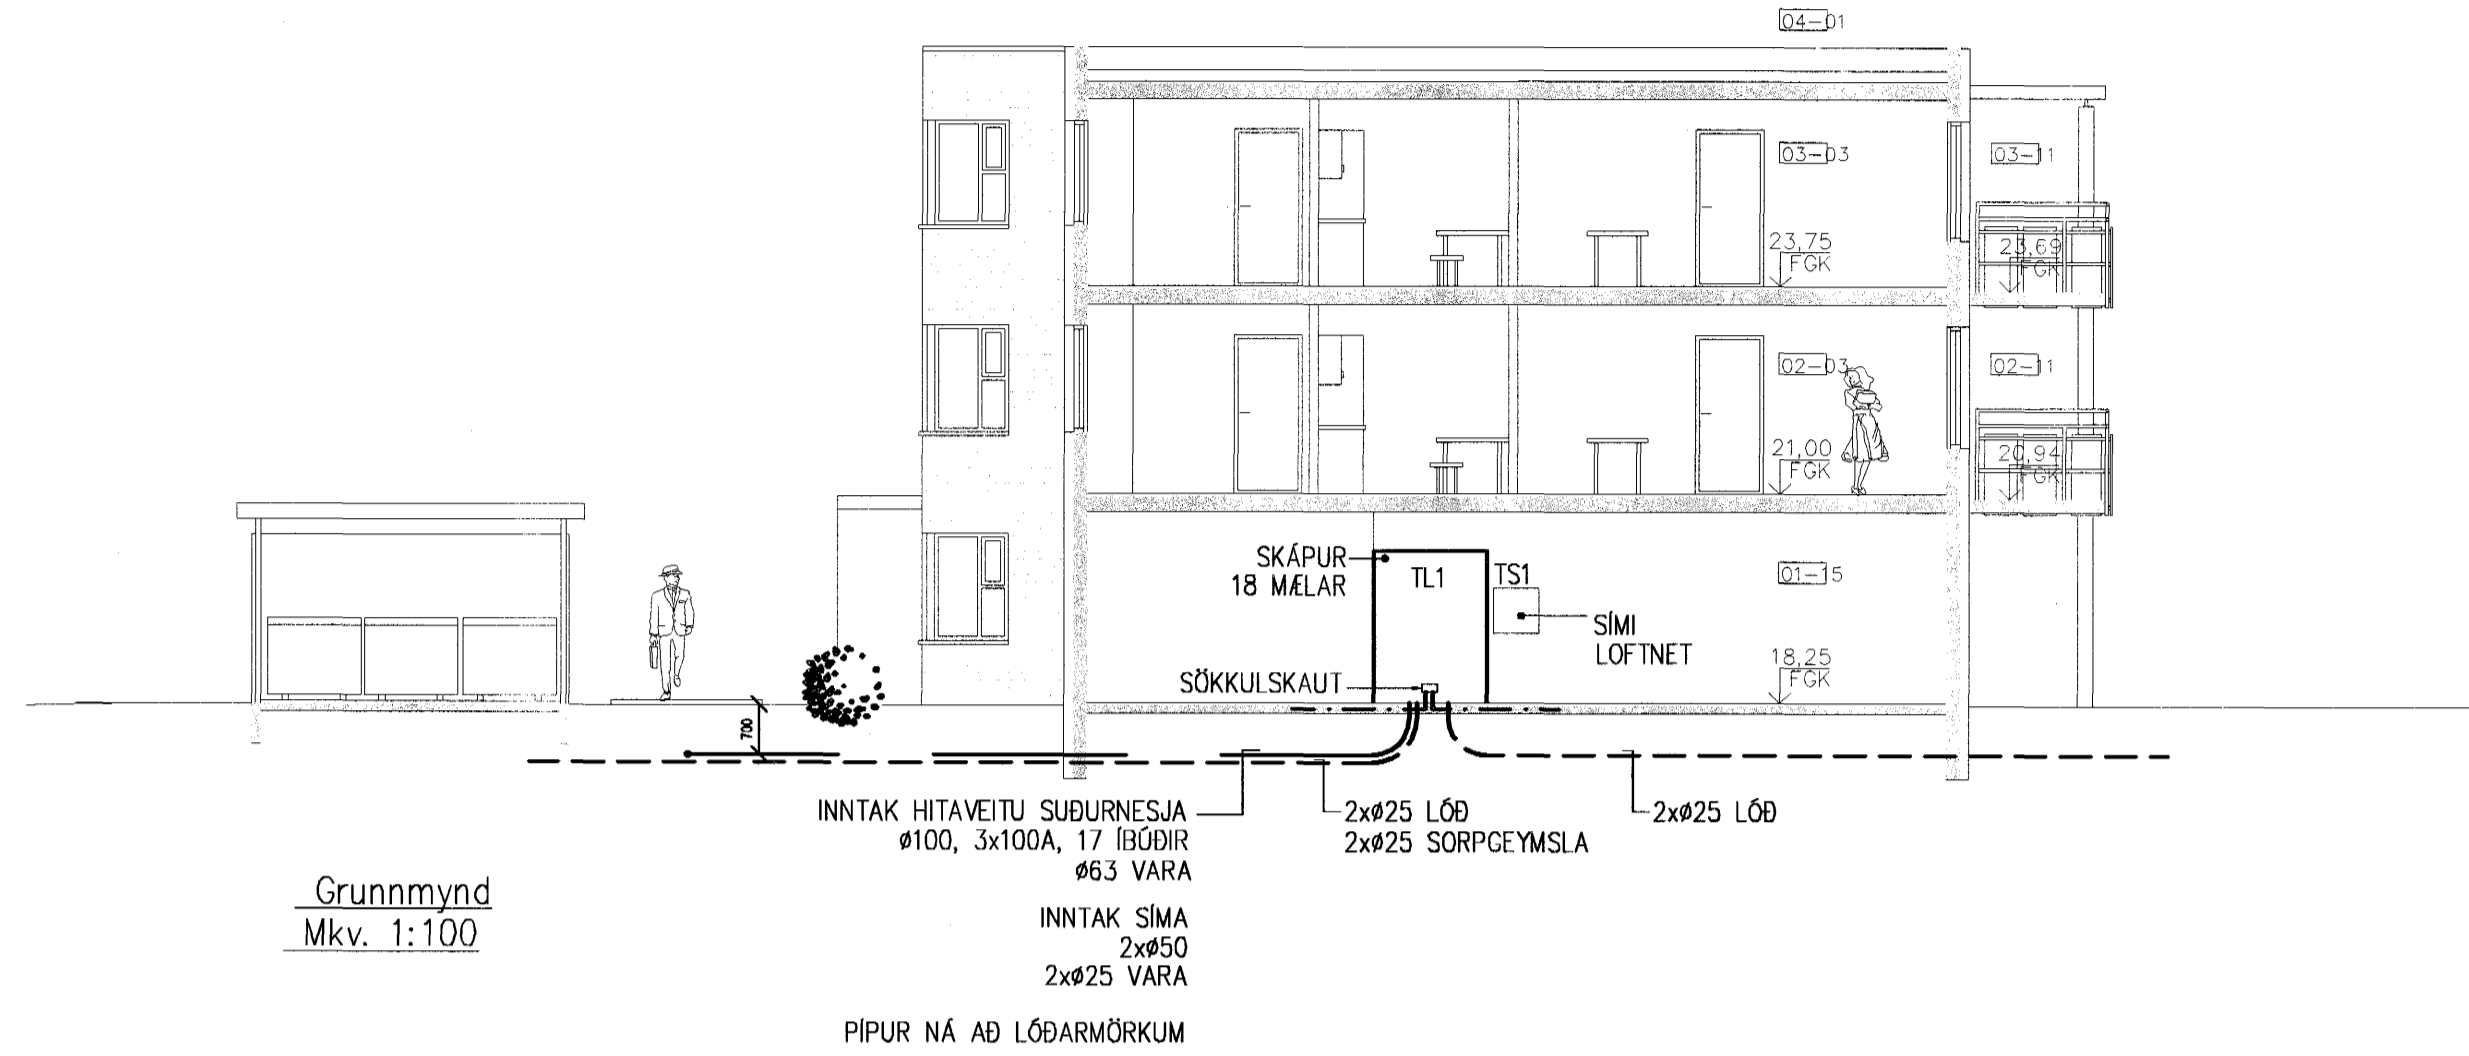 04-01
03-03
03-11
23,75
FGK
23,69
FGK
02-03
02-11
21,00
FGK
20,94
FGK
SKÁPUR
18 MÆLAR
TL1
TS1
01-15
SÍMI
LOFTNET
18,25
FGK
SÖKKULSKAUT
700
INNTAK HITAVEITU SUÐURNESJA
ø100, 3x100A, 17 ÍBÚÐIR
ø63 VARA
2xø25 LÓÐ
2xø25 SORPGEYMSLA
2xø25 LÓÐ
Grunnmynd
Mkv. 1:100
INNTAK SÍMA
2xø50
2xø25 VARA
PÍPUR NÁ AÐ LÓÐARMÖRKUM